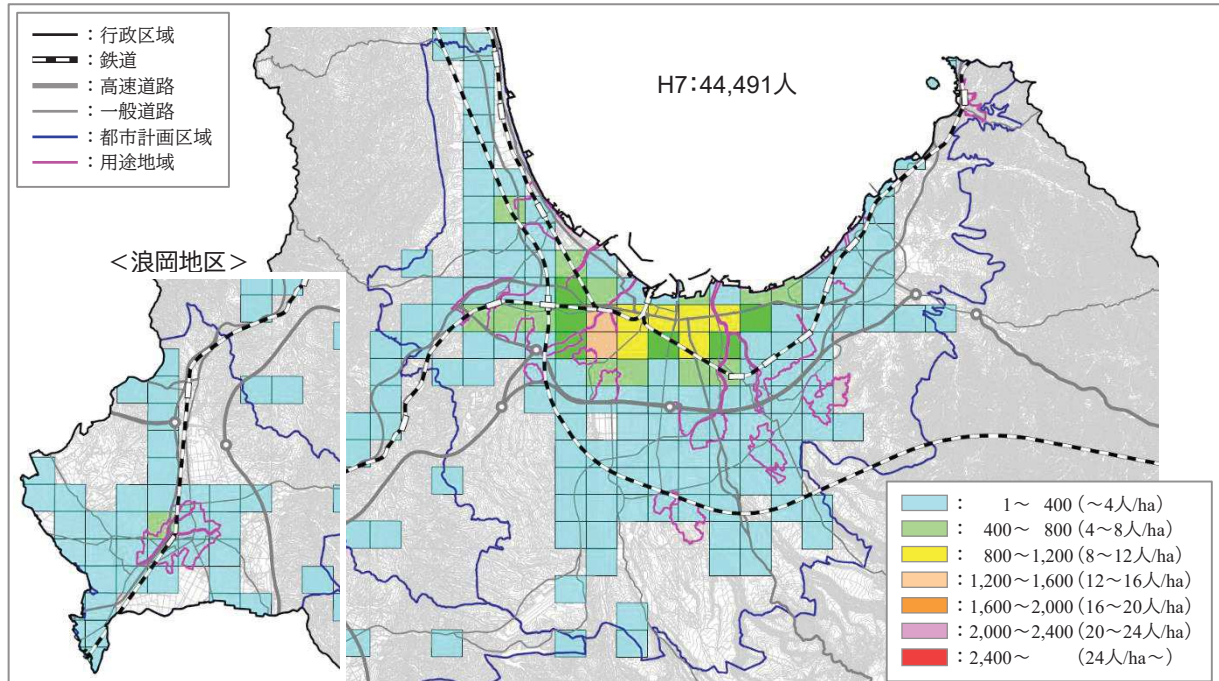 ：行政区域
：鉄道
：高速道路
：一般道路
：都市計画区域
：用途地域
H7：44,491人
＜浪岡地区＞
： 1～ 400（～4人/ha）
： 400～ 800（4～8人/ha）
： 800～1,200（8～12人/ha）
：1,200～1,600（12～16人/ha）
：1,600～2,000（16～20人/ha）
：2,000～2,400（20～24人/ha）
：2,400～ （24人/ha～）